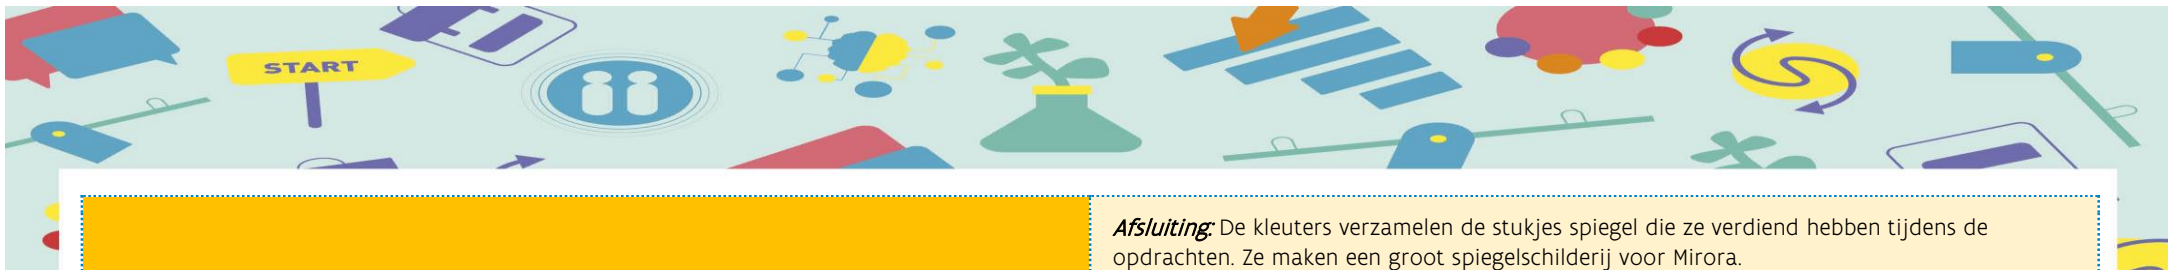 START
Afsluiting: De kleuters verzamelen de stukjes spiegel die ze verdiend hebben tijdens de
opdrachten. Ze maken een groot spiegelschilderij voor Mirora.